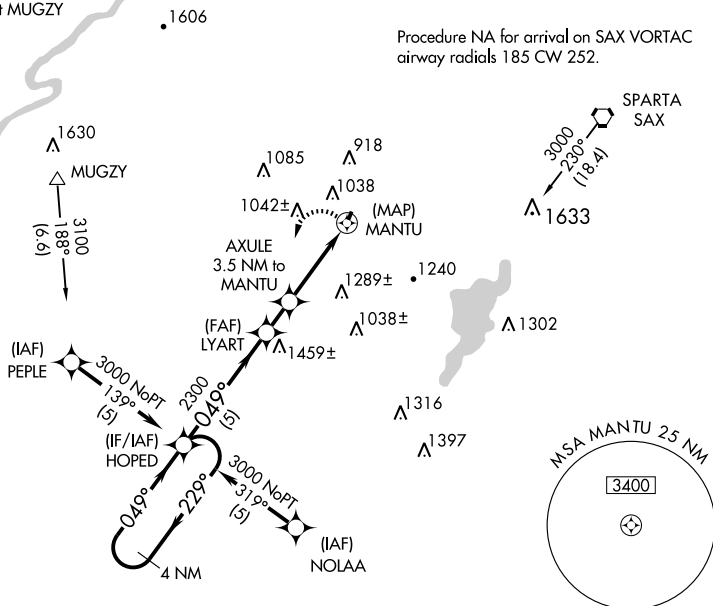 t MUGZY
1606
Procedure NA for arrival on SAX VORTAC
airway radials 185 CW 252.
SPARTA
SAX
3000
230°
(18.4)
1633
1630
MUGZY
3100
188°
(6.6)
1085
918
1038
1042±
(MAP)
MANTU
AXULE
3.5 NM to
MANTU
1289±
1240
1038±
1302
(FAF)
LYART
1459±
(IAF)
PEPLE
3000 NoPT
139°
(5)
2300
049°
(5)
(IF/IAF)
HOPED
1316
1397
3000 NoPT
319°
(5)
049°
229°
4 NM
(IAF)
NOLAA
MSA MANTU 25 NM
3400